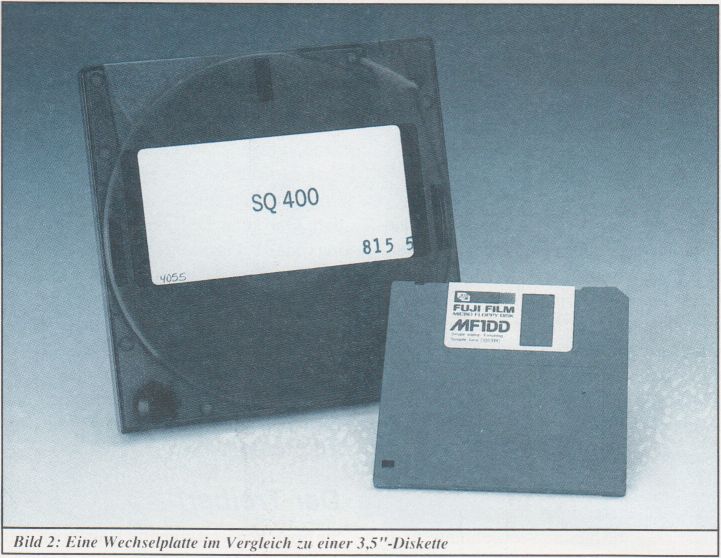 SQ 400
815 5
4055
FUJI FILM
MICRO FLOPPY DISK
MF1DD
Bild 2: Eine Wechselplatte im Vergleich zu einer 3,5"-Diskette